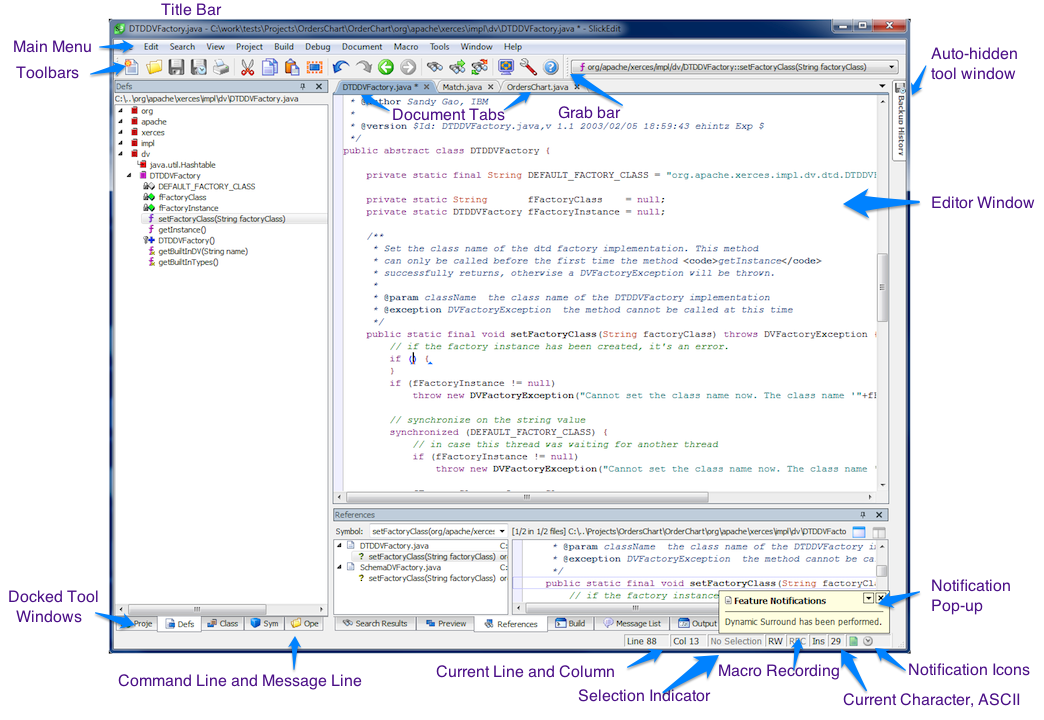 Title Bar
DTDDVFactory.java - C:\work\tests\Projects\OrdersChart\OrderChart\org\apache\xerces\impl\dv\DTDDVFactory.java * - SlickEdit
Main Menu
Edit Search View Project Build Debug Document Macro Tools Window Help
Toolbars
org/apache/xerces/impl/dv/DTDDVFactory::setFactoryClass(String factoryClass)
Auto-hidden
tool window
Defs
C:\..\org\apache\xerces\impl\dv\DTDDVFactory.java
org
apache
xerces
impl
dv
java.util.Hashtable
DTDDVFactory
DEFAULT_FACTORY_CLASS
fFactoryClass
fFactoryInstance
setFactoryClass(String factoryClass)
getInstance()
DTDDVFactory()
getBuiltInDV(String name)
getBuiltInTypes()
DTDDVFactory.java * Match.java OrdersChart.java
Document Tabs
Grab bar
Backup History
Editor Window
* @author Sandy Gao, IBM
*
* @version $Id: DTDDVFactory.java,v 1.1 2003/02/05 18:59:43 ehintz Exp $
*/
public abstract class DTDDVFactory {
private static final String DEFAULT_FACTORY_CLASS = "org.apache.xerces.impl.dv.dtd.DTDDV
private static String fFactoryClass = null;
private static DTDDVFactory fFactoryInstance = null;
/**
* Set the class name of the dtd factory implementation. This method
* can only be called before the first time the method <code>getInstance</code>
* successfully returns, otherwise a DVFactoryException will be thrown.
*
* @param className the class name of the DTDDVFactory implementation
* @exception DVFactoryException the method cannot be called at this time
*/
public static final void setFactoryClass(String factoryClass) throws DVFactoryException {
// if the factory instance has been created, it's an error.
if () {
}
if (fFactoryInstance != null)
throw new DVFactoryException("Cannot set the class name now. The class name '"+fF
// synchronize on the string value
synchronized (DEFAULT_FACTORY_CLASS) {
// in case this thread was waiting for another thread
if (fFactoryInstance != null)
throw new DVFactoryException("Cannot set the class name now. The class name '
References
Symbol: setFactoryClass(org/apache/xerces [1/2 in 1/2 files] C:\..\Projects\OrdersChart\OrderChart\org\apache\xerces\impl\dv\DTDDVFacto
DTDDVFactory.java C:
setFactoryClass(String factoryClass) or
SchemaDVFactory.java C:
setFactoryClass(String factoryClass) or
* @param className the class name of the DTDDVFactory i
* @exception DVFactoryException the method cannot be ca
*/
public static final void setFactoryClass(String factoryCl
// if the factory instance
Feature Notifications
Dynamic Surround has been performed.
Notification
Pop-up
Docked Tool
Windows
Proje Defs Class Sym Ope
Search Results Preview References Build Message List Output
Line 88 Col 13 No Selection RW REC Ins 29
Command Line and Message Line
Current Line and Column
Selection Indicator
Macro Recording
Current Character, ASCII
Notification Icons